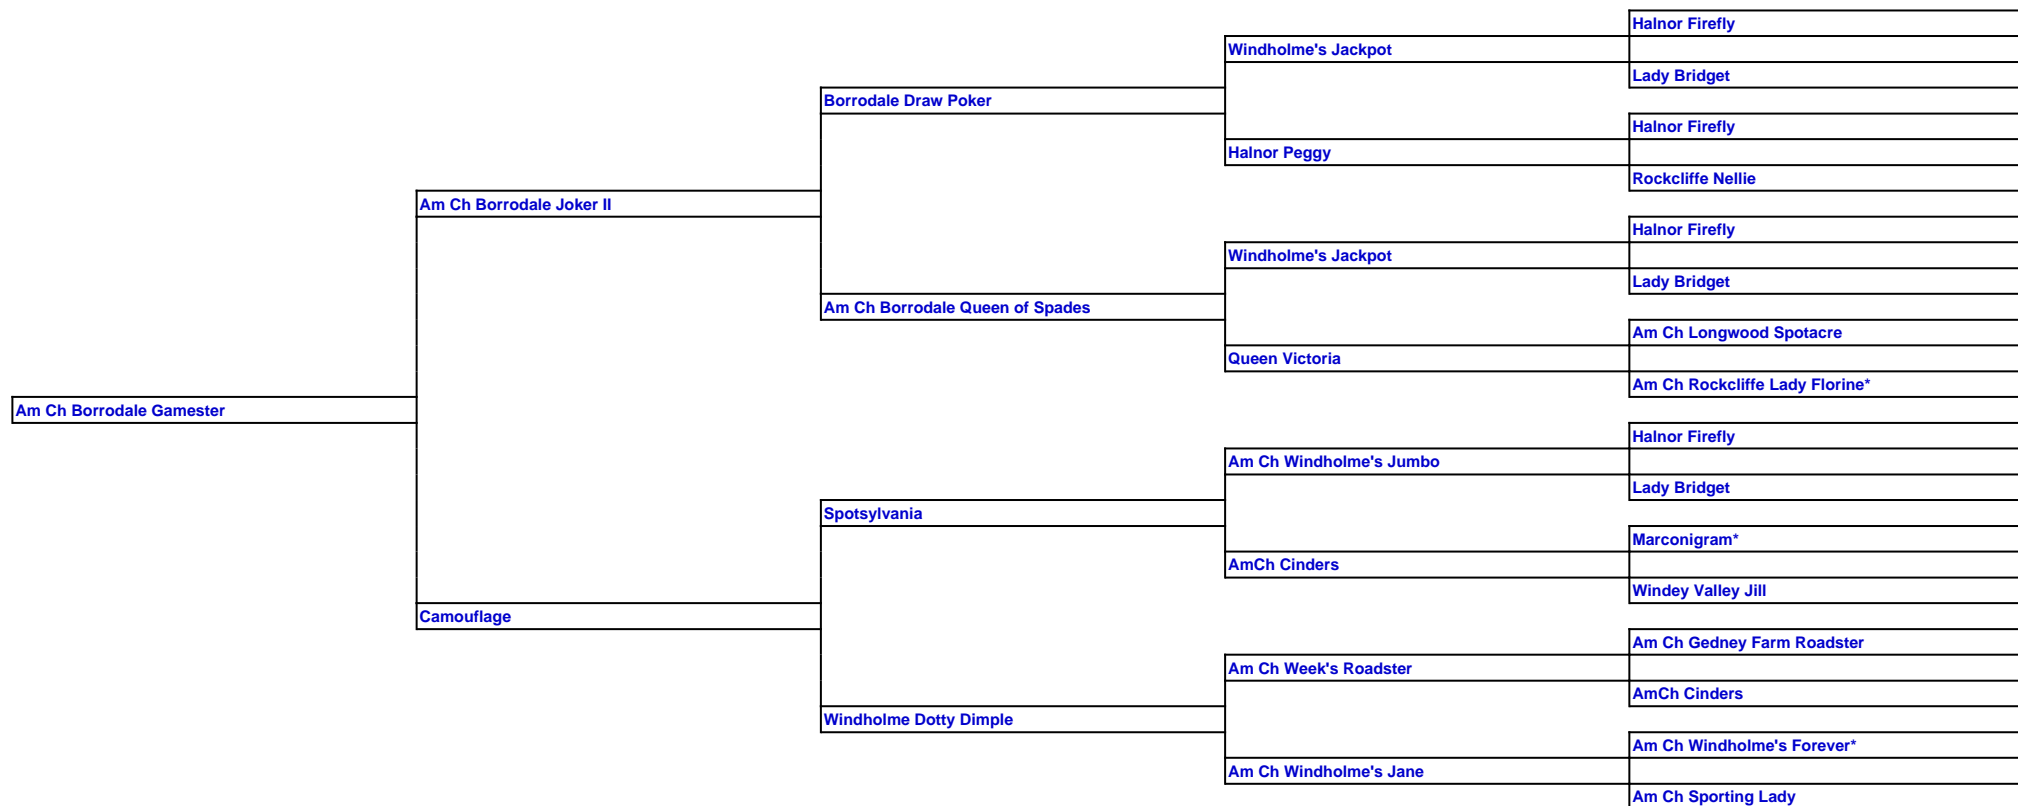 Halnor Firefly
Windholme's Jackpot
Lady Bridget
Borrodale Draw Poker
Halnor Firefly
Halnor Peggy
Rockcliffe Nellie
Am Ch Borrodale Joker II
Halnor Firefly
Windholme's Jackpot
Lady Bridget
Am Ch Borrodale Queen of Spades
Am Ch Longwood Spotacre
Queen Victoria
Am Ch Rockcliffe Lady Florine*
Am Ch Borrodale Gamester
Halnor Firefly
Am Ch Windholme's Jumbo
Lady Bridget
Spotsylvania
Marconigram*
AmCh Cinders
Windey Valley Jill
Camouflage
Am Ch Gedney Farm Roadster
Am Ch Week's Roadster
AmCh Cinders
Windholme Dotty Dimple
Am Ch Windholme's Forever*
Am Ch Windholme's Jane
Am Ch Sporting Lady